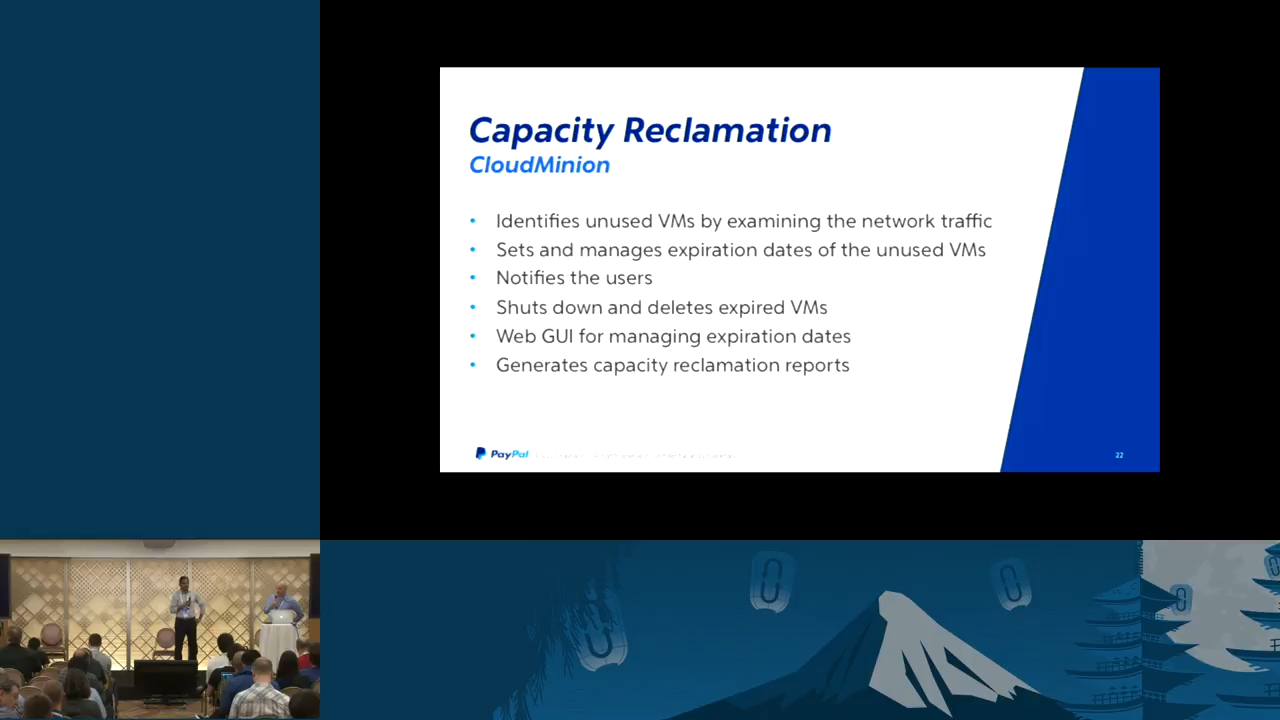 Capacity Reclamation
CloudMinion
• Identifies unused VMs by examining the network traffic
• Sets and manages expiration dates of the unused VMs
• Notifies the users
• Shuts down and deletes expired VMs
• Web GUI for managing expiration dates
• Generates capacity reclamation reports
PayPal
22